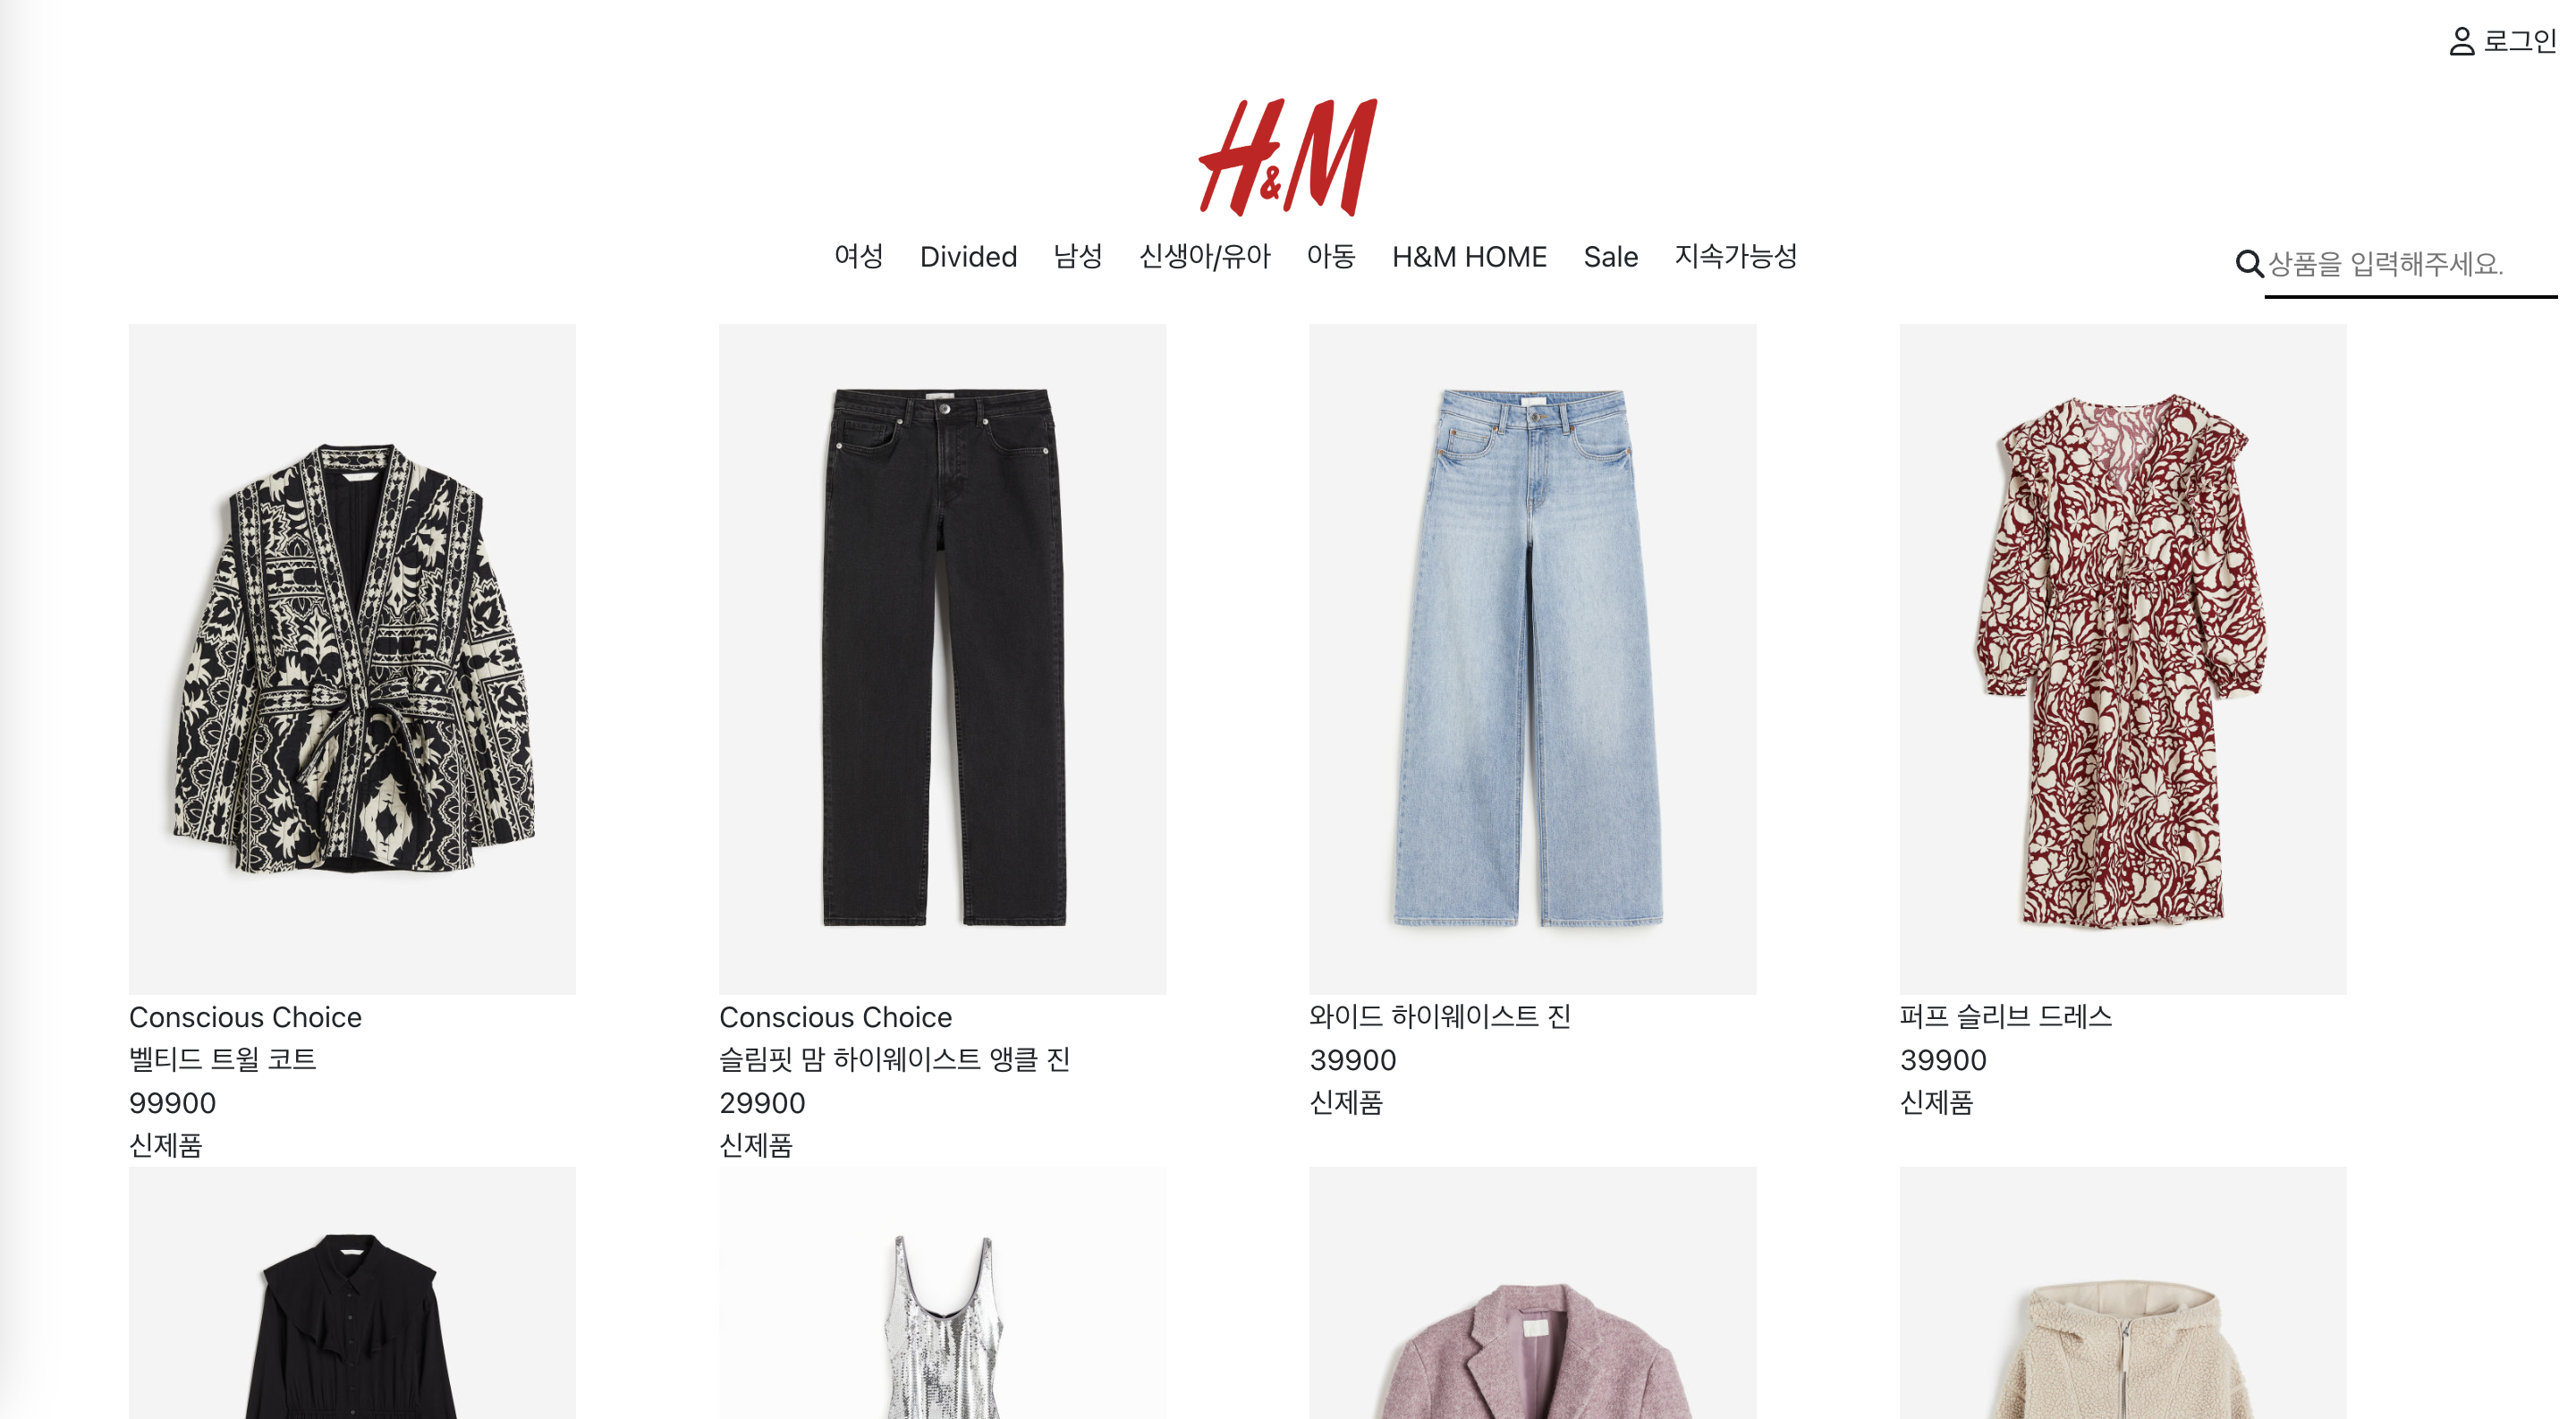 로그인
H&M
여성 Divided 남성 신생아/유아 아동 H&M HOME Sale 지속가능성
상품을 입력해주세요.
Conscious Choice
벨티드 트윌 코트
99900
신제품
Conscious Choice
슬림핏 맘 하이웨이스트 앵클 진
29900
신제품
와이드 하이웨이스트 진
39900
신제품
퍼프 슬리브 드레스
39900
신제품